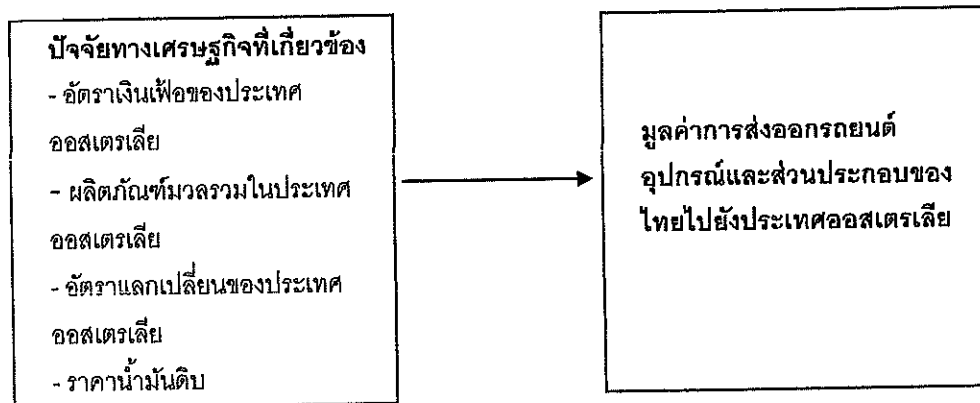 ปัจจัยทางเศรษฐกิจที่เกี่ยวข้อง
- อัตราเงินเฟ้อของประเทศ
ออสเตรเลีย
- ผลิตภัณฑ์มวลรวมในประเทศ
ออสเตรเลีย
- อัตราแลกเปลี่ยนของประเทศ
ออสเตรเลีย
- ราคาน้ำมันดิบ
มูลค่าการส่งออกรถยนต์
อุปกรณ์และส่วนประกอบของ
ไทยไปยังประเทศออสเตรเลีย